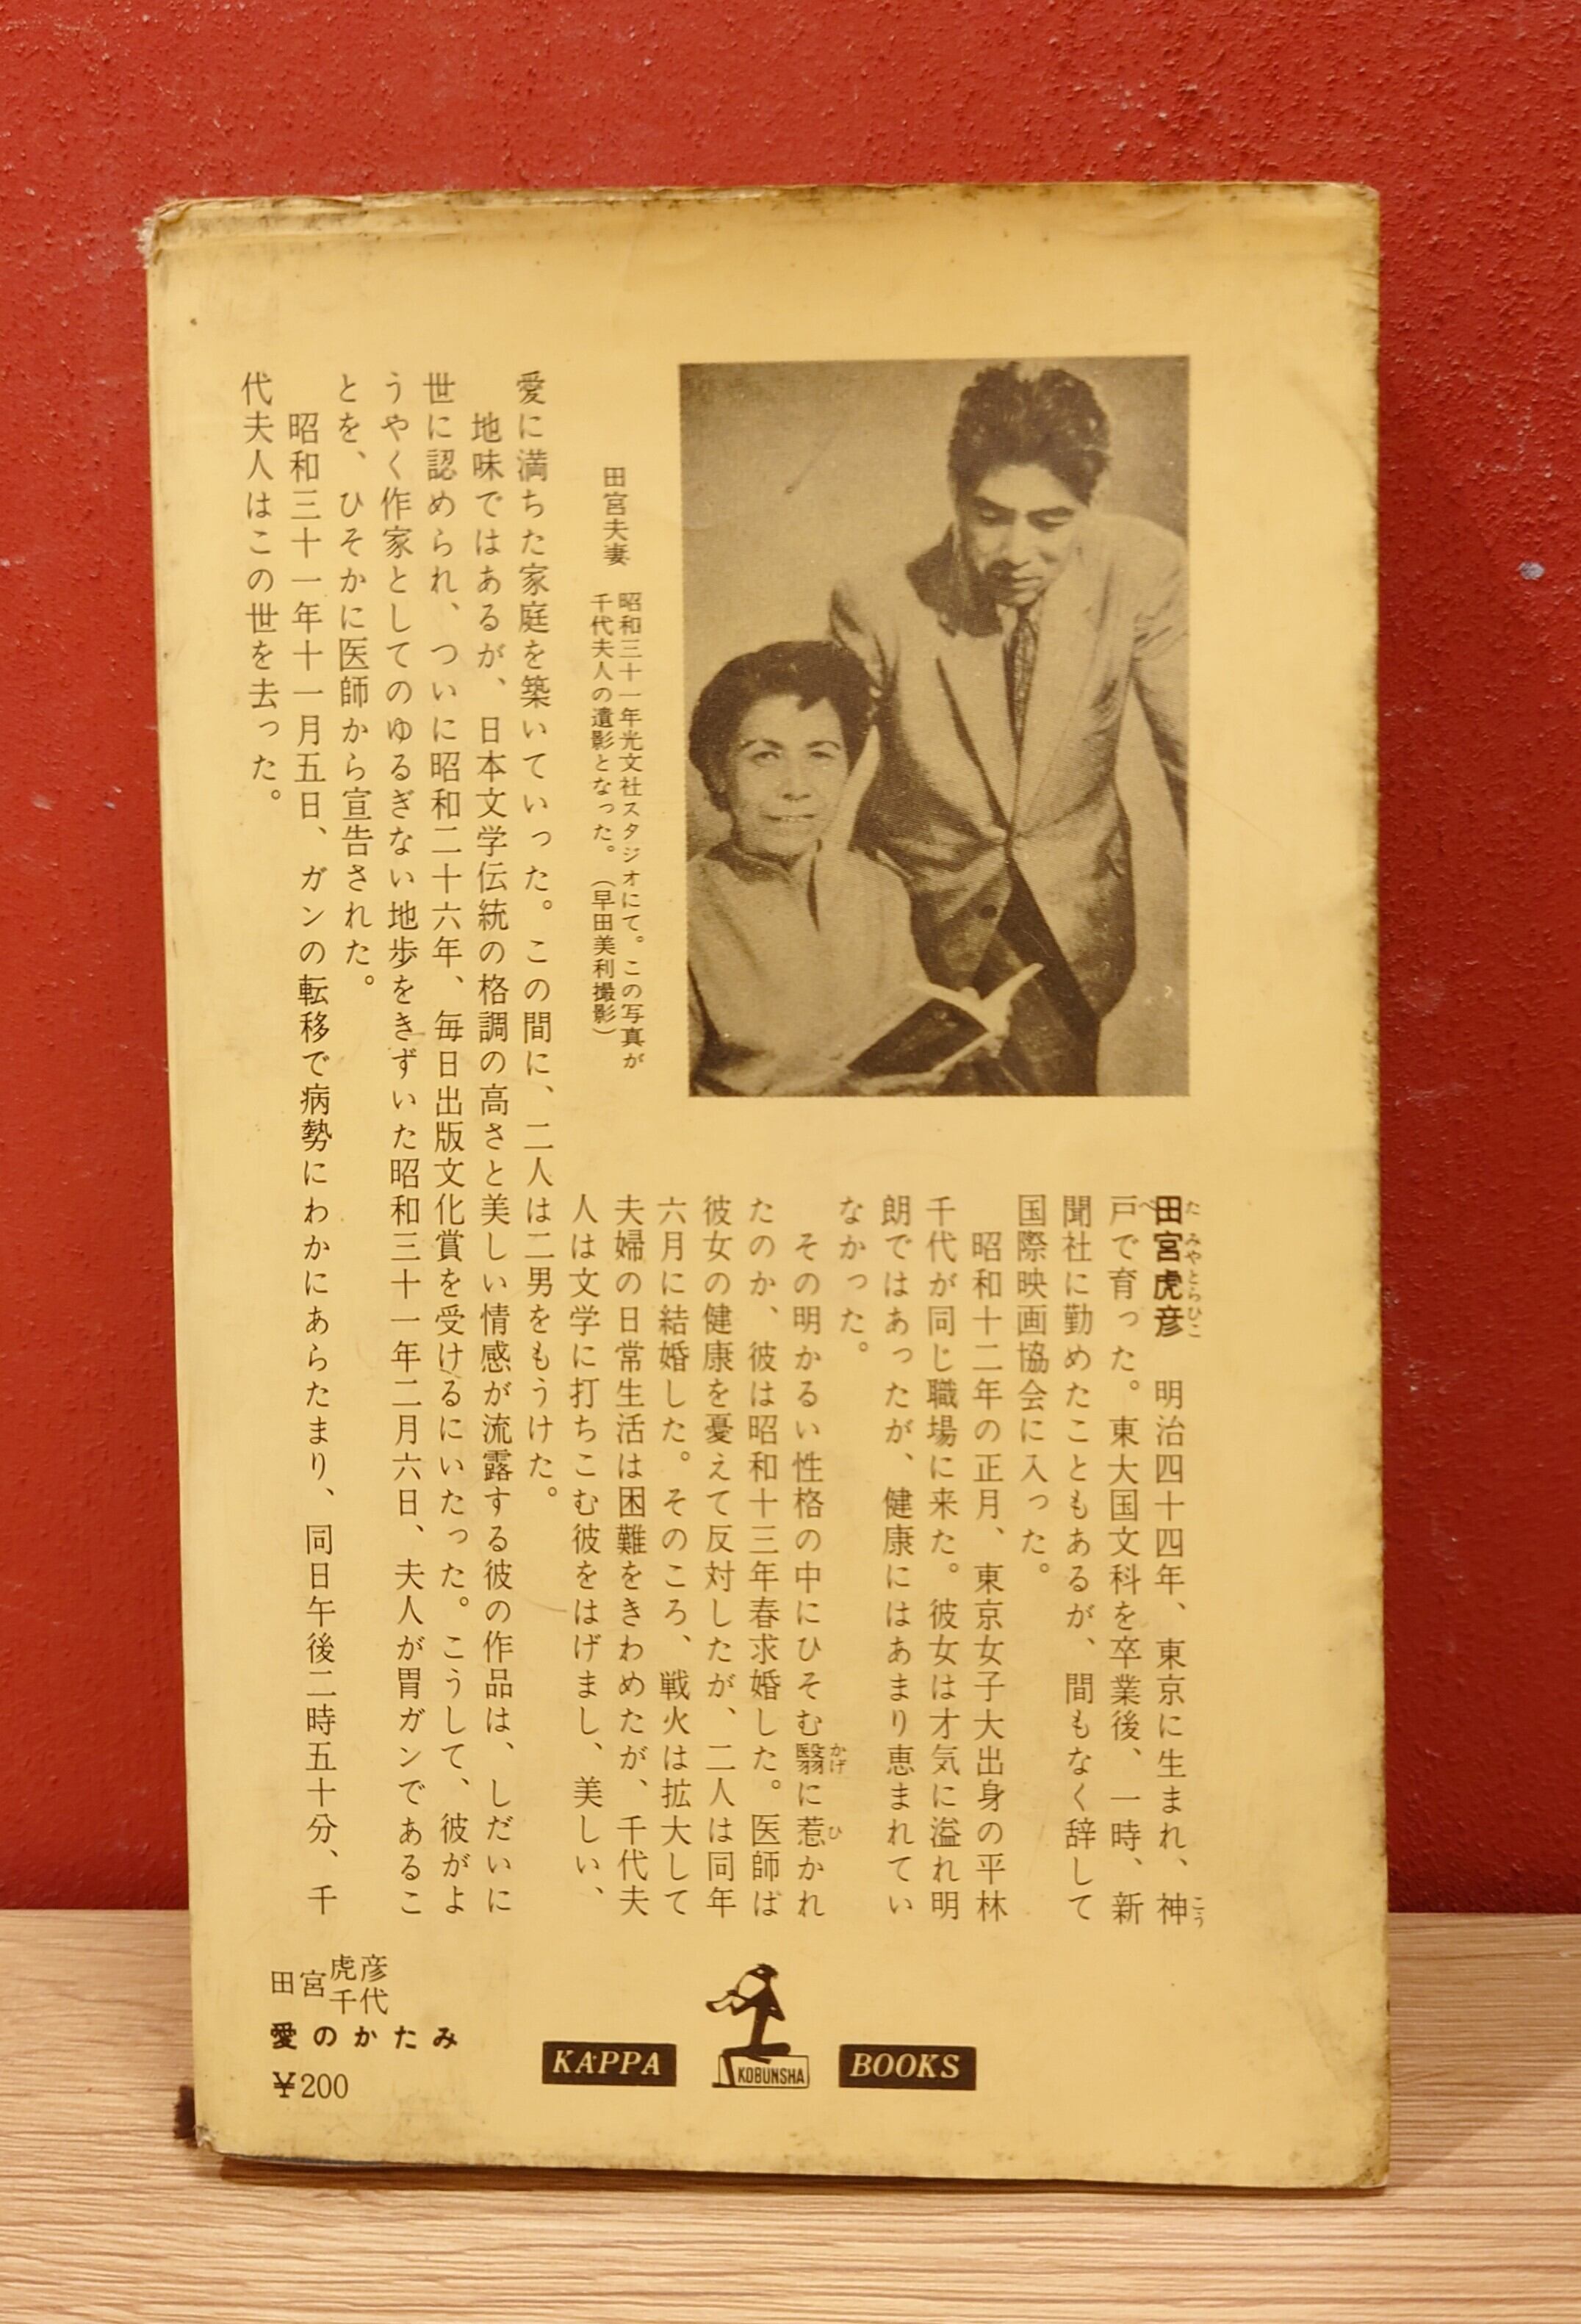 田宮虎彦　明治四十四年、東京に生まれ、神
戸で育った。東大国文科を卒業後、一時、新
聞社に勤めたこともあるが、間もなく辞して
国際映画協会に入った。
昭和十二年の正月、東京女子大出身の平林
千代が同じ職場に来た。彼女は才気に溢れ明
朗ではあったが、健康にはあまり恵まれてい
なかった。
その明かるい性格の中にひそむ翳に惹かれ
たのか、彼は昭和十三年春求婚した。医師は
彼女の健康を憂えて反対したが、二人は同年
六月に結婚した。そのころ、戦火は拡大して
夫婦の日常生活は困難をきわめたが、千代夫
人は文学に打ちこむ彼をはげまし、美しい、
愛に満ちた家庭を築いていった。この間に、二人は二男をもうけた。
地味ではあるが、日本文学伝統の格調の高さと美しい情感が流露する彼の作品は、しだいに
世に認められ、ついに昭和二十六年、毎日出版文化賞を受けるにいたった。こうして、彼がよ
うやく作家としてのゆるぎない地歩をきずいた昭和三十一年二月六日、夫人が胃ガンであるこ
とを、ひそかに医師から宣告された。
昭和三十一年十一月五日、ガンの転移で病勢にわかにあらたまり、同日午後二時五十分、千
代夫人はこの世を去った。
田宮夫妻
昭和三十一年光文社スタジオにて。この写真が
千代夫人の遺影となった。（早田美利撮影）
た みや とら ひこ
こう
べ
かげ
ひ
田宮虎彦
千代
愛のかたみ
￥200
KAPPA
KOBUNSHA
BOOKS